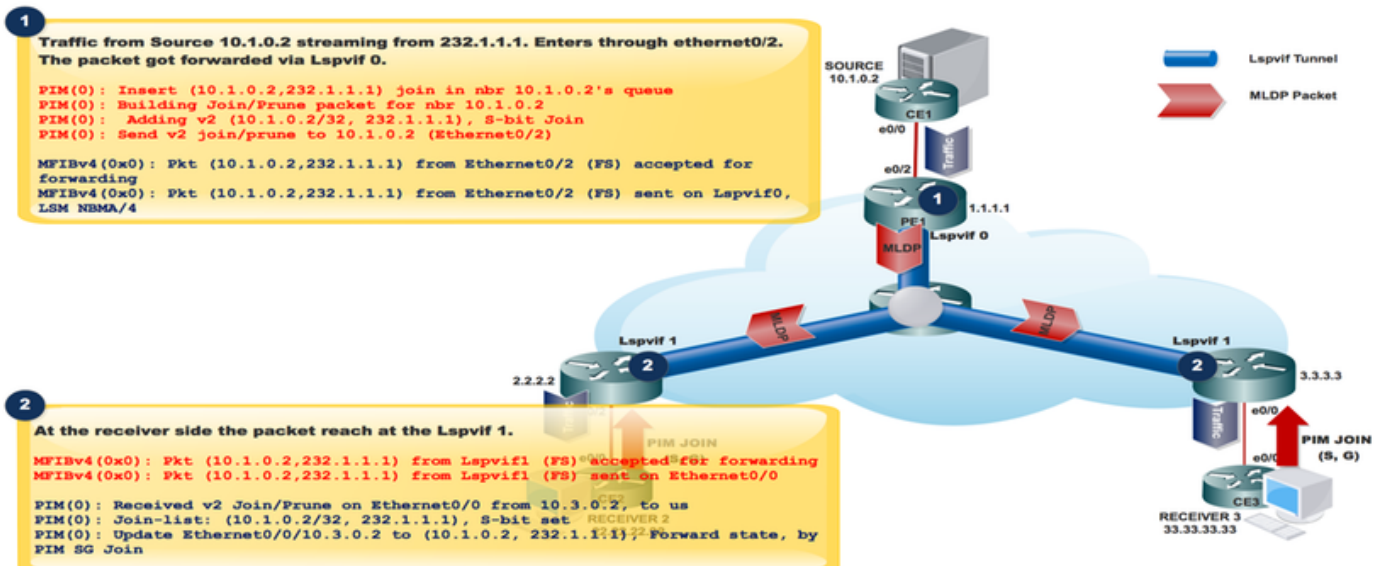 1
Traffic from Source 10.1.0.2 streaming from 232.1.1.1. Enters through ethernet0/2.
The packet got forwarded via Lspvif 0.
PIM(0): Insert (10.1.0.2,232.1.1.1) join in nbr 10.1.0.2's queue
PIM(0): Building Join/Prune packet for nbr 10.1.0.2
PIM(0):  Adding v2 (10.1.0.2/32, 232.1.1.1), S-bit Join
PIM(0): Send v2 join/prune to 10.1.0.2 (Ethernet0/2)
MFIBv4(0x0): Pkt (10.1.0.2,232.1.1.1) from Ethernet0/2 (FS) accepted for
forwarding
MFIBv4(0x0): Pkt (10.1.0.2,232.1.1.1) from Ethernet0/2 (FS) sent on Lspvif0,
LSM NBMA/4
SOURCE
10.1.0.2
CE1
e0/0
Traffic
e0/2
1
1.1.1.1
PE1
Lspvif 0
MLDP
Lspvif Tunnel
MLDP Packet
MLDP
MLDP
Lspvif 1
2
2.2.2.2
Lspvif 1
2
3.3.3.3
e0/0
Traffic
PIM JOIN
(S, G)
e0/0
CE3
RECEIVER 3
33.33.33.33
2
At the receiver side the packet reach at the Lspvif 1.
MFIBv4(0x0): Pkt (10.1.0.2,232.1.1.1) from Lspvif1 (FS) accepted for forwarding
MFIBv4(0x0): Pkt (10.1.0.2,232.1.1.1) from Lspvif1 (FS) sent on Ethernet0/0
PIM(0): Received v2 Join/Prune on Ethernet0/0 from 10.3.0.2, to us
PIM(0): Join-list: (10.1.0.2/32, 232.1.1.1), S-bit set
PIM(0): Update Ethernet0/0/10.3.0.2 to (10.1.0.2, 232.1.1.1), Forward state, by
PIM SG Join
PIM JOIN
e0/0
CE2
RECEIVER 2